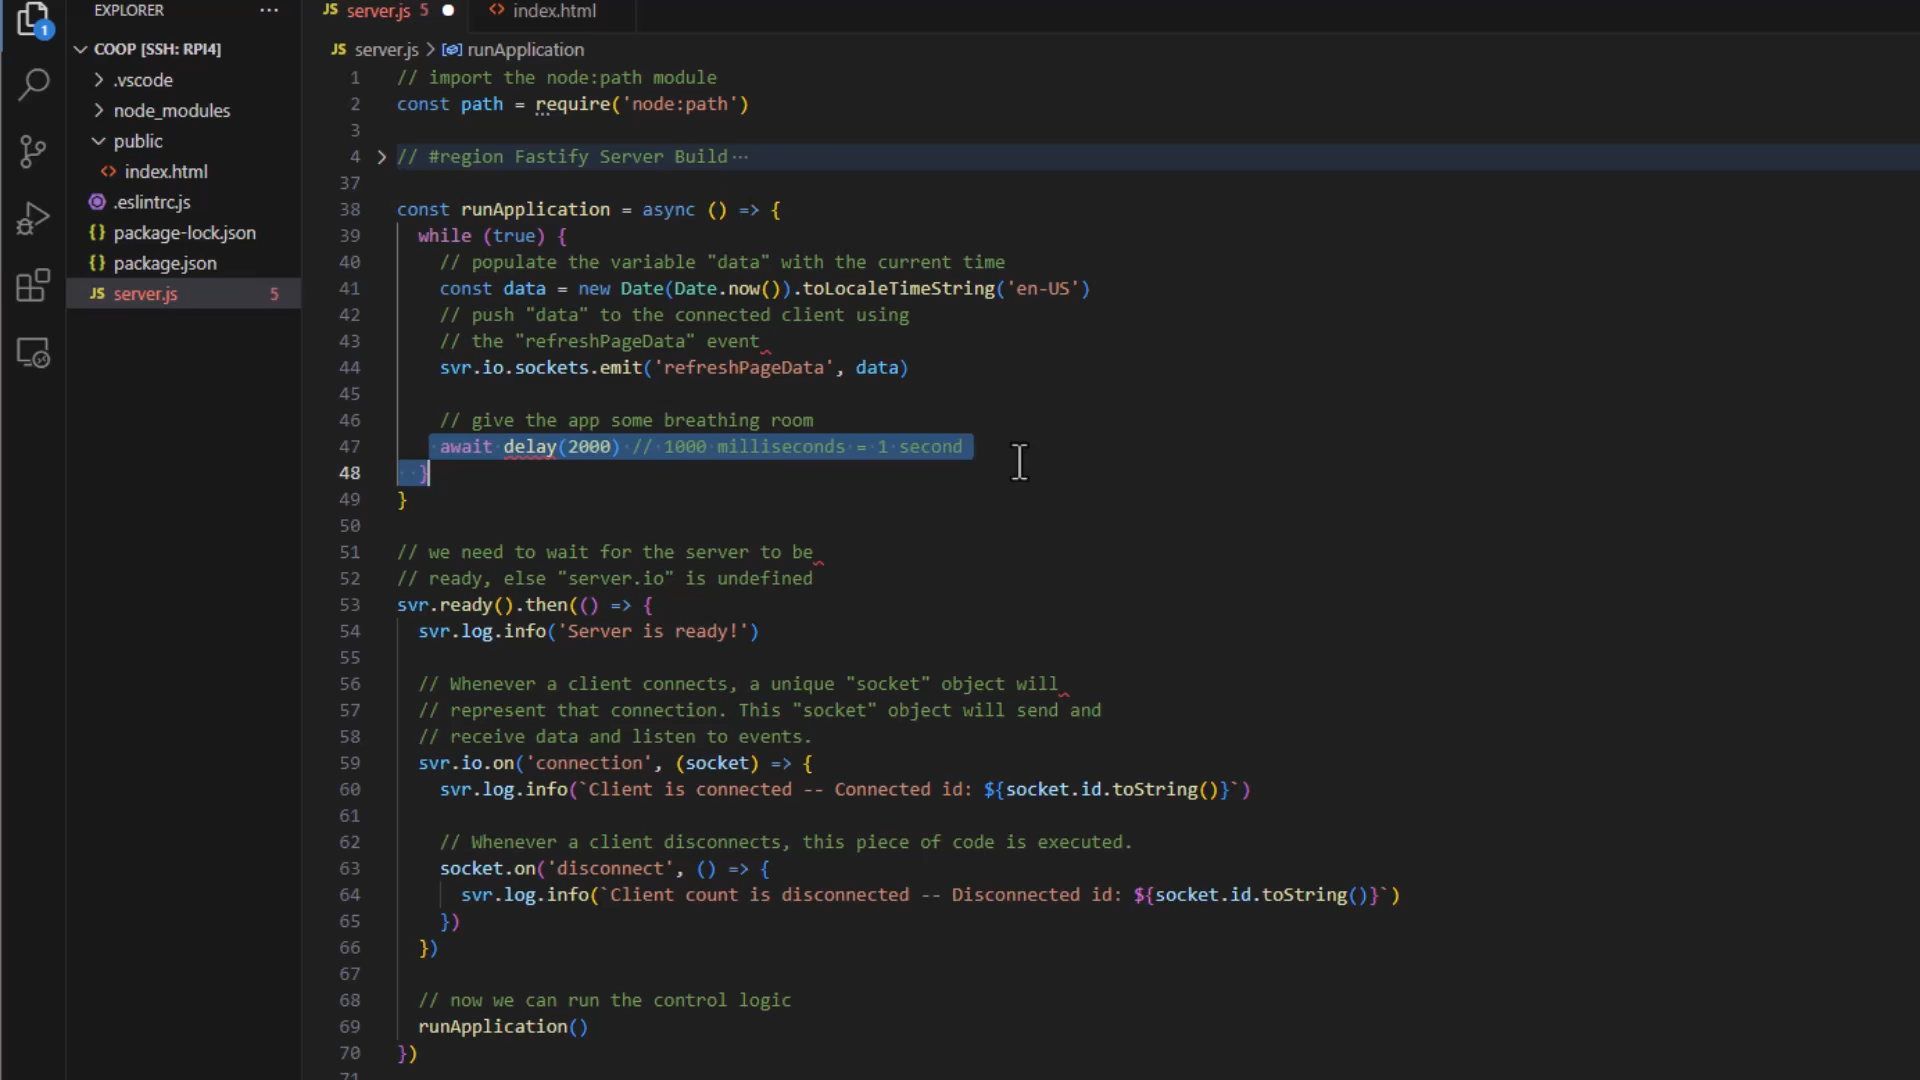 EXPLORER
COOP [SSH: RPI4]
.vscode
node_modules
public
index.html
.eslintrc.js
package-lock.json
package.json
server.js 5
1
server.js 5
index.html
server.js > runApplication
1 // import the node:path module
2 const path = require('node:path')
3
4 // #region Fastify Server Build···
37
38 const runApplication = async () => {
39 while (true) {
40 // populate the variable "data" with the current time
41 const data = new Date(Date.now()).toLocaleTimeString('en-US')
42 // push "data" to the connected client using
43 // the "refreshPageData" event
44 svr.io.sockets.emit('refreshPageData', data)
45
46 // give the app some breathing room
47 await delay(2000) // 1000 milliseconds = 1 second
48 }
49 }
50
51 // we need to wait for the server to be
52 // ready, else "server.io" is undefined
53 svr.ready().then(() => {
54 svr.log.info('Server is ready!')
55
56 // Whenever a client connects, a unique "socket" object will
57 // represent that connection. This "socket" object will send and
58 // receive data and listen to events.
59 svr.io.on('connection', (socket) => {
60 svr.log.info(`Client is connected -- Connected id: ${socket.id.toString()}`)
61
62 // Whenever a client disconnects, this piece of code is executed.
63 socket.on('disconnect', () => {
64 svr.log.info(`Client count is disconnected -- Disconnected id: ${socket.id.toString()}`)
65 })
66 })
67
68 // now we can run the control logic
69 runApplication()
70 })
71